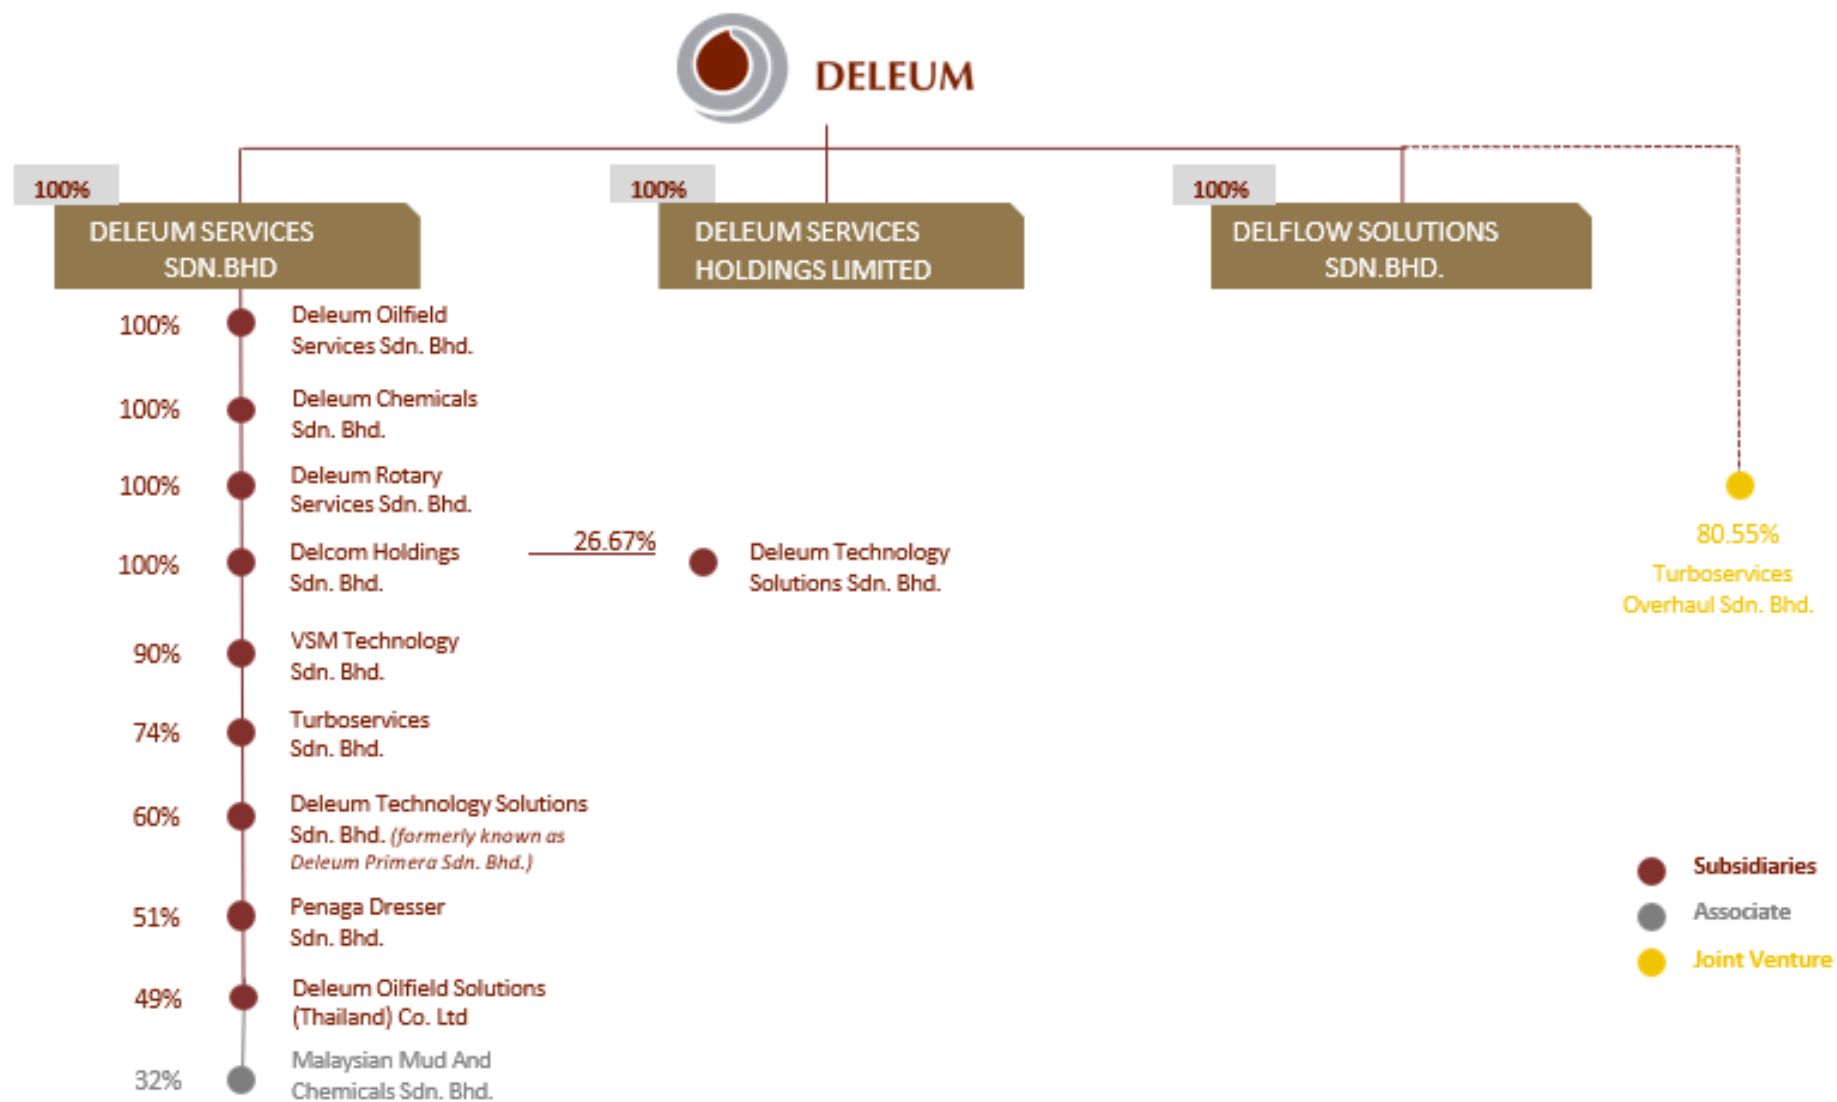 DELEUM
100%
DELEUM SERVICES
SDN.BHD
100%
DELEUM SERVICES
HOLDINGS LIMITED
100%
DELFLOW SOLUTIONS
SDN.BHD.
100%
Deleum Oilfield
Services Sdn. Bhd.
100%
Deleum Chemicals
Sdn. Bhd.
100%
Deleum Rotary
Services Sdn. Bhd.
100%
Delcom Holdings
Sdn. Bhd.
26.67%
Deleum Technology
Solutions Sdn. Bhd.
90%
VSM Technology
Sdn. Bhd.
74%
Turboservices
Sdn. Bhd.
60%
Deleum Technology Solutions
Sdn. Bhd. (formerly known as
Deleum Primera Sdn. Bhd.)
51%
Penaga Dresser
Sdn. Bhd.
49%
Deleum Oilfield Solutions
(Thailand) Co. Ltd
32%
Malaysian Mud And
Chemicals Sdn. Bhd.
80.55%
Turboservices
Overhaul Sdn. Bhd.
Subsidiaries
Associate
Joint Venture